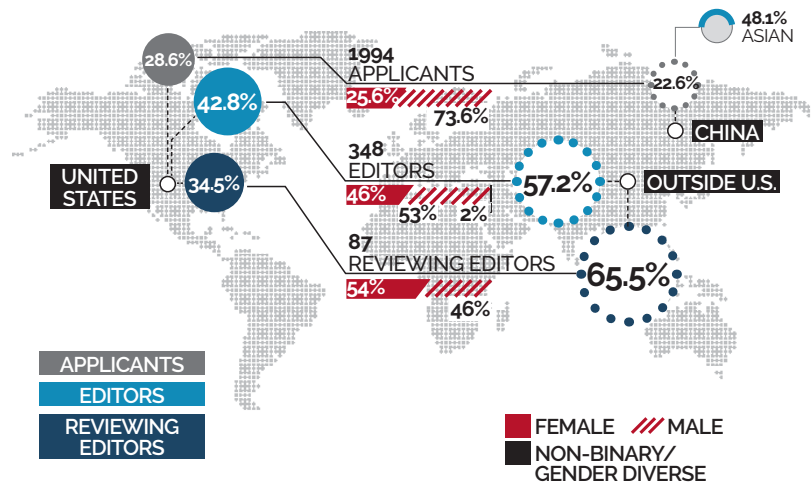 48.1%
ASIAN
28.6%
1994
APPLICANTS
25.6%
73.6%
22.6%
CHINA
42.8%
348
EDITORS
46%
53%
2%
57.2%
OUTSIDE U.S.
UNITED
STATES
34.5%
87
REVIEWING EDITORS
54%
46%
65.5%
APPLICANTS
EDITORS
REVIEWING
EDITORS
FEMALE
MALE
NON-BINARY/
GENDER DIVERSE